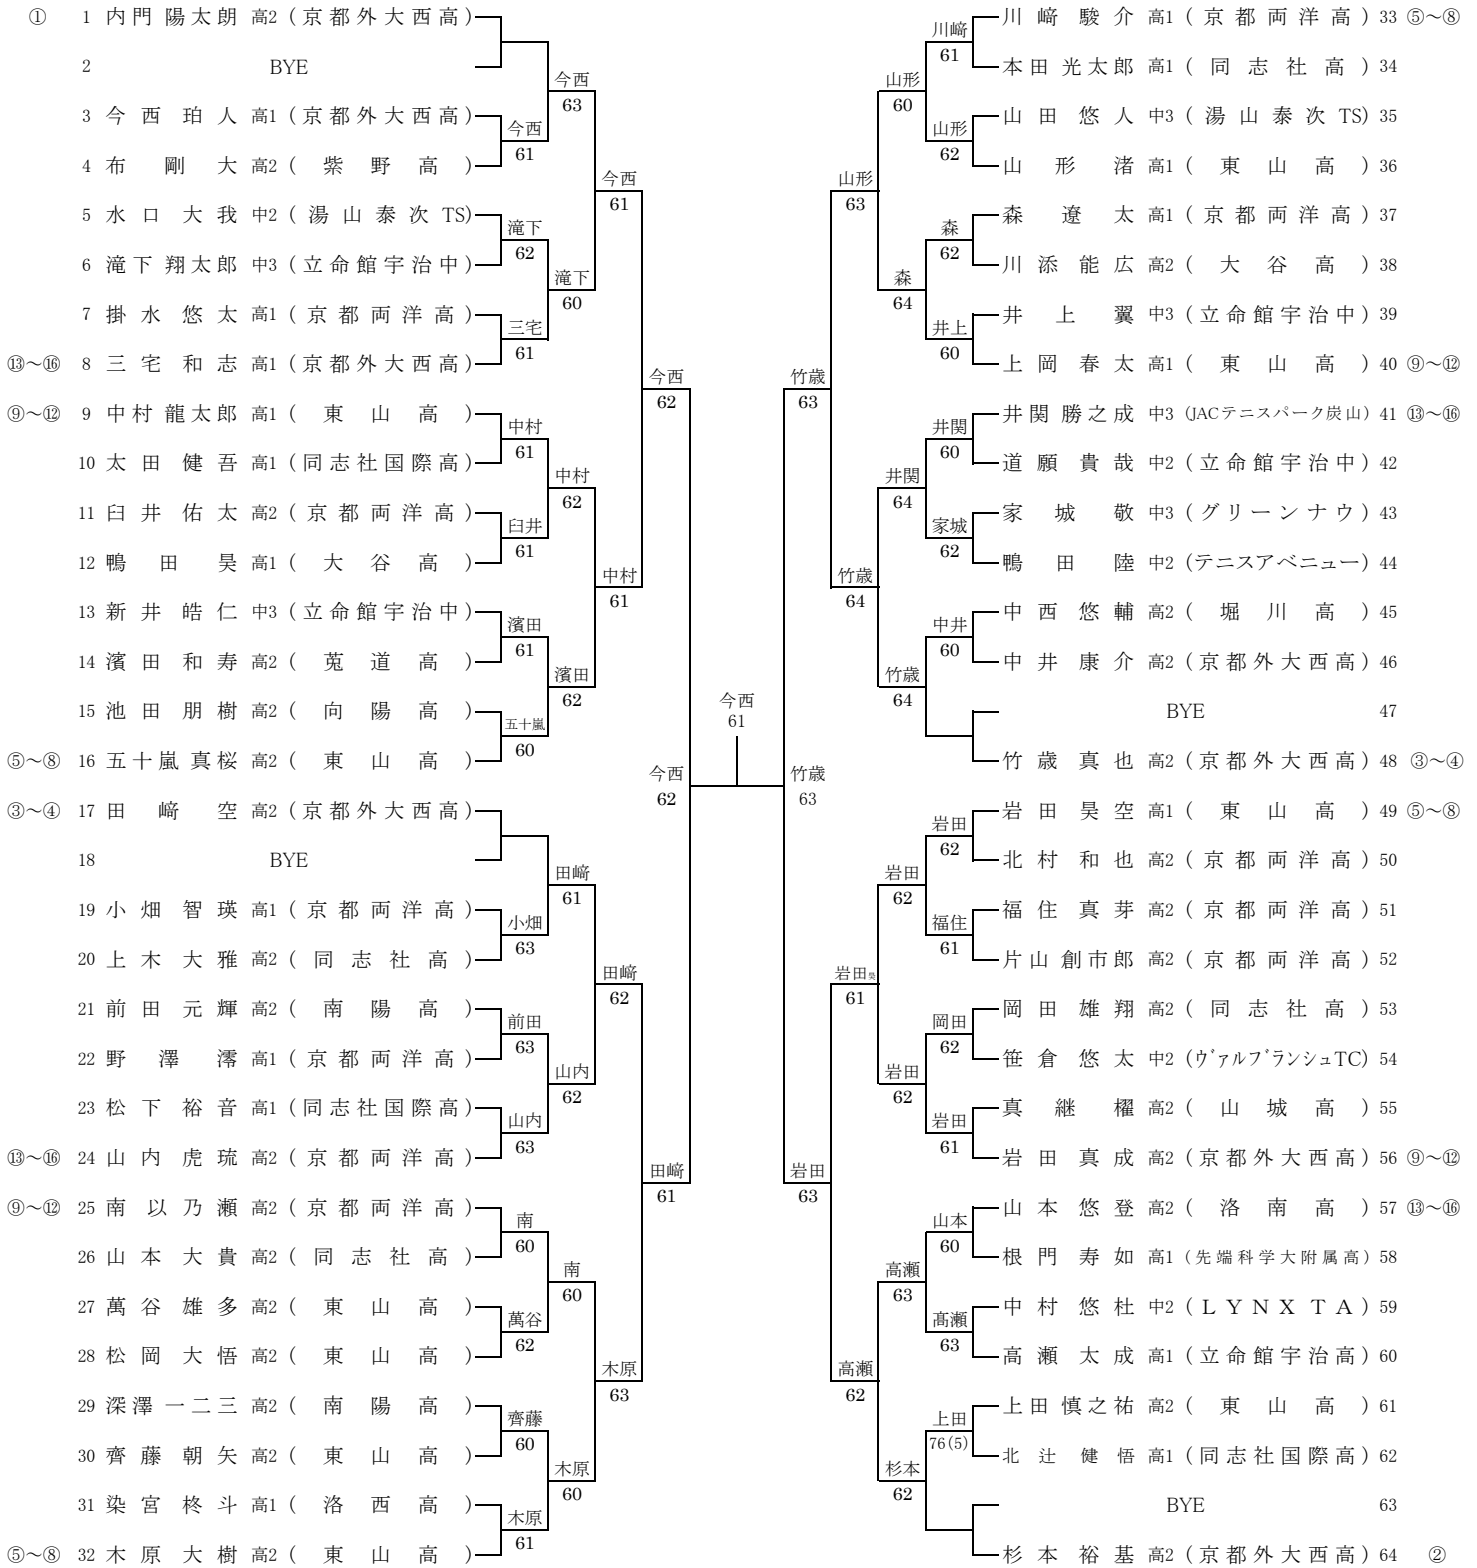 ① 1 内門 陽太朗 高2 (京都外大西高)
2 BYE
3 今西 珀人 高1 (京都外大西高)
4 布 剛大 高2 (紫野高)
5 水口 大我 中2 (湯山泰次 TS)
6 滝下 翔太郎 中3 (立命館宇治中)
7 掛水 悠太 高1 (京都両洋高)
⑬～⑯ 8 三宅 和志 高1 (京都外大西高)
⑨～⑫ 9 中村 龍太郎 高1 (東山高)
10 太田 健吾 高1 (同志社国際高)
11 臼井 佑太 高2 (京都両洋高)
12 鴨田 昊 高1 (大谷高)
13 新井 皓仁 中3 (立命館宇治中)
14 濱田 和寿 高2 (莵道高)
15 池田 朋樹 高2 (向陽高)
⑤～⑧ 16 五十嵐 真桜 高2 (東山高)
③～④ 17 田﨑 空 高2 (京都外大西高)
18 BYE
19 小畑 智瑛 高1 (京都両洋高)
20 上木 大雅 高2 (同志社高)
21 前田 元輝 高2 (南陽高)
22 野澤 澪 高1 (京都両洋高)
23 松下 裕音 高1 (同志社国際高)
⑬～⑯ 24 山内 虎琉 高2 (京都両洋高)
⑨～⑫ 25 南 以乃瀬 高2 (京都両洋高)
26 山本 大貴 高2 (同志社高)
27 萬谷 雄多 高2 (東山高)
28 松岡 大悟 高2 (東山高)
29 深澤 一二三 高2 (南陽高)
30 齊藤 朝矢 高2 (東山高)
31 染宮 柊斗 高1 (洛西高)
⑤～⑧ 32 木原 大樹 高2 (東山高)
今西
61
滝下
62
三宅
61
中村
61
臼井
61
濱田
61
五十嵐
60
小畑
63
前田
63
山内
63
南
60
萬谷
62
齊藤
60
木原
61
今西
63
滝下
60
中村
62
濱田
62
田﨑
61
山内
62
南
60
木原
60
今西
61
中村
61
田﨑
62
木原
63
今西
62
田﨑
61
今西
62
今西
61
竹歳
63
竹歳
63
岩田
63
山形
63
竹歳
64
岩田昊
61
高瀬
62
山形
60
森
64
井関
64
竹歳
64
岩田
62
岩田
62
高瀬
63
杉本
62
川﨑
61
山形
62
森
62
井上
60
井関
60
家城
62
中井
60
岩田
62
福住
61
岡田
62
岩田
61
山本
60
髙瀬
63
上田
76(5)
川﨑 駿介 高1 (京都両洋高) 33 ⑤～⑧
本田 光太郎 高1 (同志社高) 34
山田 悠人 中3 (湯山泰次 TS) 35
山形 渚 高1 (東山高) 36
森 遼太 高1 (京都両洋高) 37
川添 能広 高2 (大谷高) 38
井上 翼 中3 (立命館宇治中) 39
上岡 春太 高1 (東山高) 40 ⑨～⑫
井関 勝之成 中3 (JACテニスパーク炭山) 41 ⑬～⑯
道願 貴哉 中2 (立命館宇治中) 42
家城 敬 中3 (グリーンナウ) 43
鴨田 陸 中2 (テニスアベニュー) 44
中西 悠輔 高2 (堀川高) 45
中井 康介 高2 (京都外大西高) 46
BYE 47
竹歳 真也 高2 (京都外大西高) 48 ③～④
岩田 昊空 高1 (東山高) 49 ⑤～⑧
北村 和也 高2 (京都両洋高) 50
福住 真芽 高2 (京都両洋高) 51
片山 創市郎 高2 (京都両洋高) 52
岡田 雄翔 高2 (同志社高) 53
笹倉 悠太 中2 (ヴァルブランシュTC) 54
真継 櫂 高2 (山城高) 55
岩田 真成 高2 (京都外大西高) 56 ⑨～⑫
山本 悠登 高2 (洛南高) 57 ⑬～⑯
根門 寿如 高1 (先端科学大附属高) 58
中村 悠杜 中2 (LYNX TA) 59
高瀬 太成 高1 (立命館宇治高) 60
上田 慎之祐 高2 (東山高) 61
北辻 健悟 高1 (同志社国際高) 62
BYE 63
杉本 裕基 高2 (京都外大西高) 64 ②